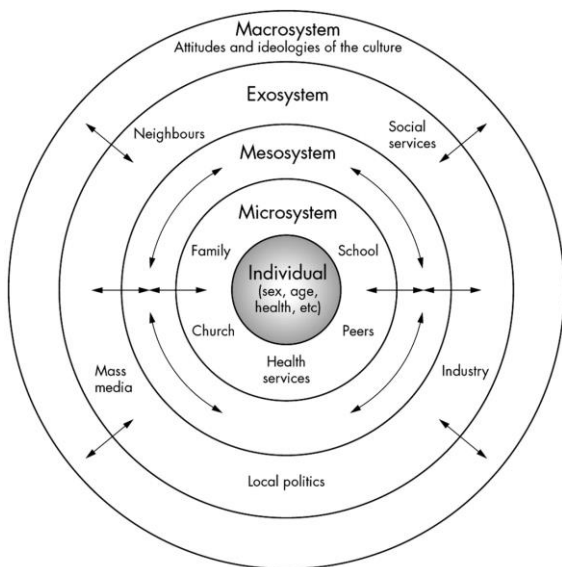 Macrosystem
Attitudes and ideologies of the culture
Exosystem
Neighbours
Social
services
Mesosystem
Microsystem
Family
School
Individual
(sex, age,
health, etc)
Church
Peers
Health
services
Mass
media
Industry
Local politics